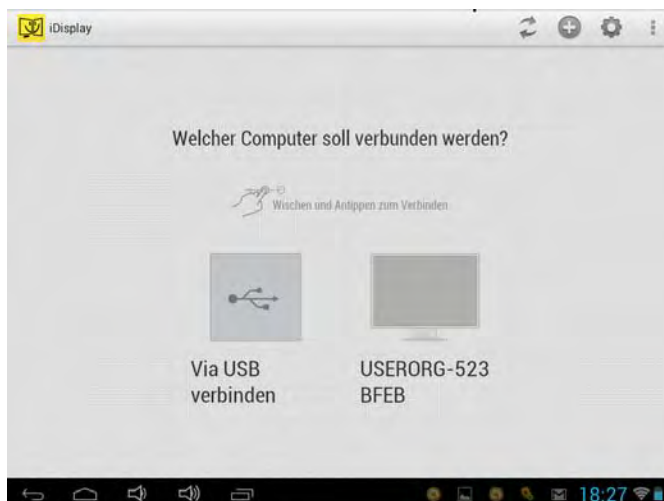 iDisplay
Welcher Computer soll verbunden werden?
Wischen und Antippen zum Verbinden
Via USB
verbinden
USERORG-523
BFEB
18:27